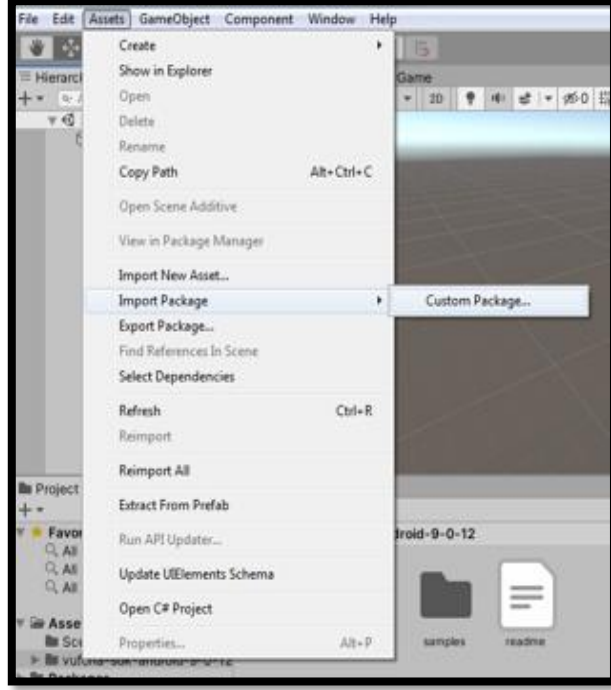 File Edit Assets GameObject Component Window Help
Create
Show in Explorer
Open
Delete
Rename
Copy Path Alt+Ctrl+C
Open Scene Additive
View in Package Manager
Import New Asset...
Import Package
Custom Package...
Export Package...
Find References In Scene
Select Dependencies
Refresh Ctrl+R
Reimport
Reimport All
Extract From Prefab
Run API Updater...
Update UIElements Schema
Open C# Project
Properties... Alt+P
Hierarc
Game
2D
0
Project
Favor
All
All
All
Asse
Sce
vuforia-sdk-android-9-0-12
Packages
droid-9-0-12
samples
readme